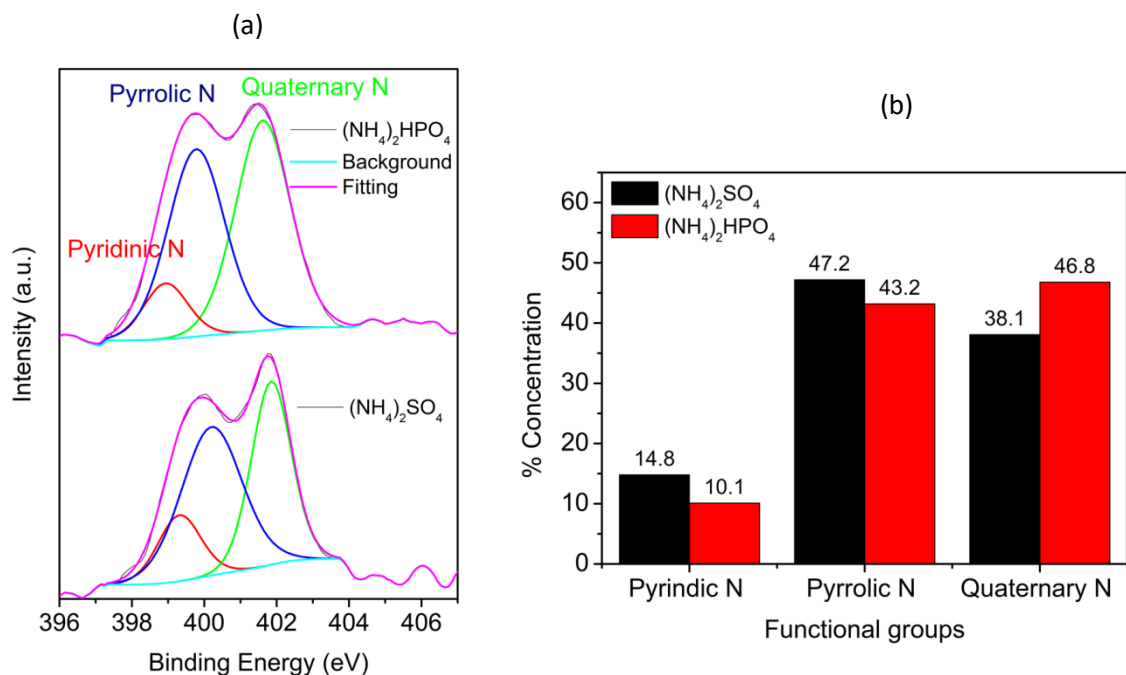 (a)
Pyrrolic N
Quaternary N
(NH4)2HPO4
Background
Fitting
Pyridinic N
(NH4)2SO4
Intensity (a.u.)
396 398 400 402 404 406
Binding Energy (eV)
(b)
(NH4)2SO4
(NH4)2HPO4
60
50
40
30
20
10
0
% Concentration
14.8
10.1
47.2
43.2
38.1
46.8
Pyrindic N Pyrrolic N Quaternary N
Functional groups